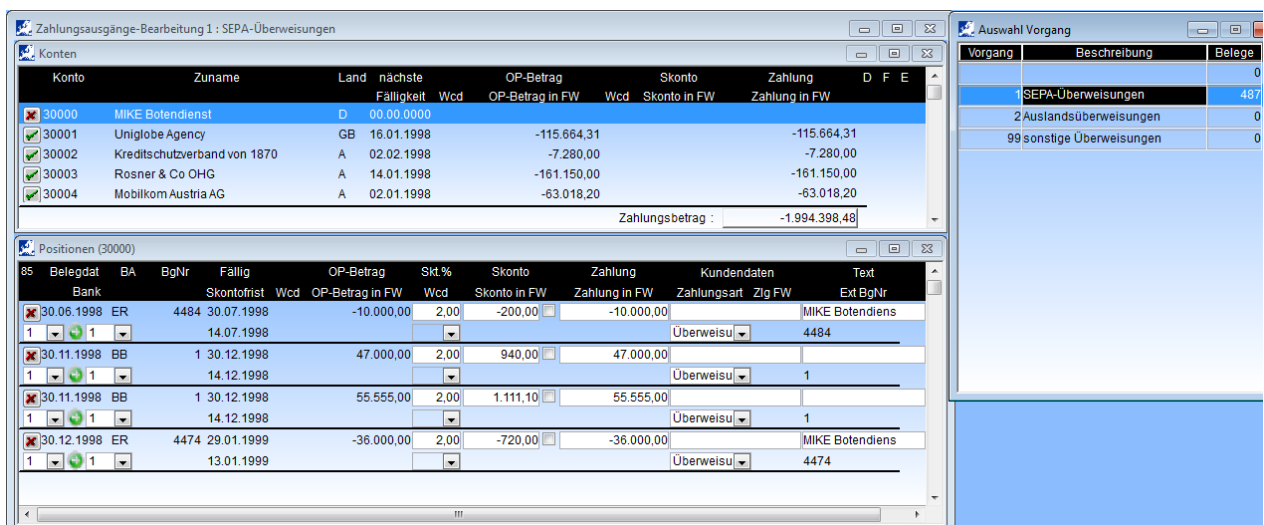 Zahlungsausgänge-Bearbeitung 1 : SEPA-Überweisungen
Konten
Konto Zuname Land nächste OP-Betrag Skonto Zahlung D F E
Fälligkeit Wcd OP-Betrag in FW Wcd Skonto in FW Zahlung in FW
30000 MIKE Botendienst D 00.00.0000
30001 Uniglobe Agency GB 16.01.1998 -115.664,31 -115.664,31
30002 Kreditschutzverband von 1870 A 02.02.1998 -7.280,00 -7.280,00
30003 Rosner & Co OHG A 14.01.1998 -161.150,00 -161.150,00
30004 Mobilkom Austria AG A 02.01.1998 -63.018,20 -63.018,20
Zahlungsbetrag : -1.994.398,48
Positionen (30000)
85 Belegdat BA BgNr Fällig OP-Betrag Skt.% Skonto Zahlung Kundendaten Text
Bank Skontofrist Wcd OP-Betrag in FW Wcd Skonto in FW Zahlung in FW Zahlungsart Zlg FW Ext BgNr
30.06.1998 ER 4484 30.07.1998 -10.000,00 2,00 -200,00 -10.000,00 MIKE Botendiens
1 1 14.07.1998 Überweisu 4484
30.11.1998 BB 1 30.12.1998 47.000,00 2,00 940,00 47.000,00
1 1 14.12.1998 Überweisu 1
30.11.1998 BB 1 30.12.1998 55.555,00 2,00 1.111,10 55.555,00
1 1 14.12.1998 Überweisu 1
30.12.1998 ER 4474 29.01.1999 -36.000,00 2,00 -720,00 -36.000,00 MIKE Botendiens
1 1 13.01.1999 Überweisu 4474
Auswahl Vorgang
Vorgang Beschreibung Belege
0
1 SEPA-Überweisungen 487
2 Auslandsüberweisungen 0
99 sonstige Überweisungen 0